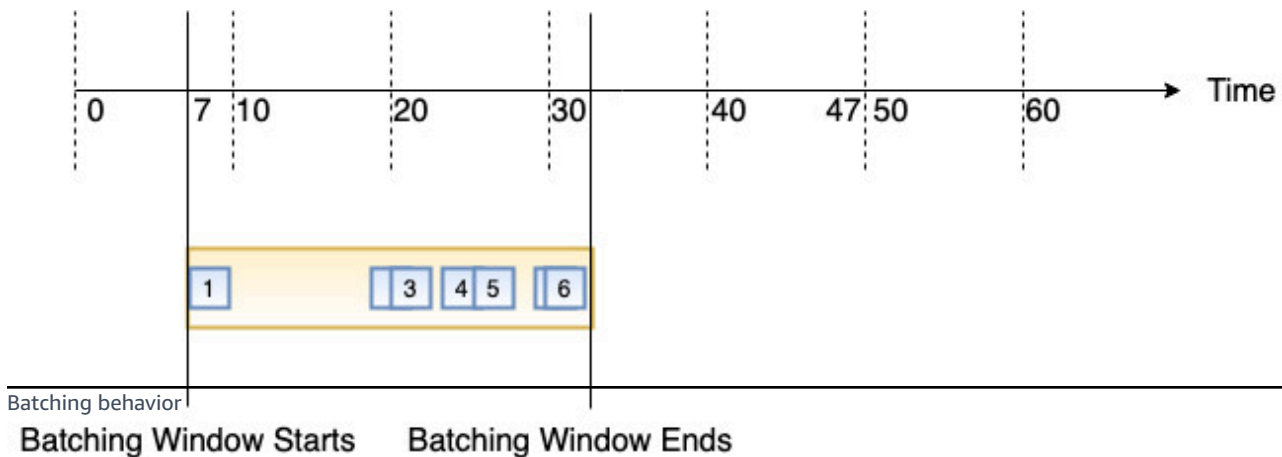 Time
0 7 10 20 30 40 47 50 60
1 3 4 5 6
Batching behavior
Batching Window Starts Batching Window Ends